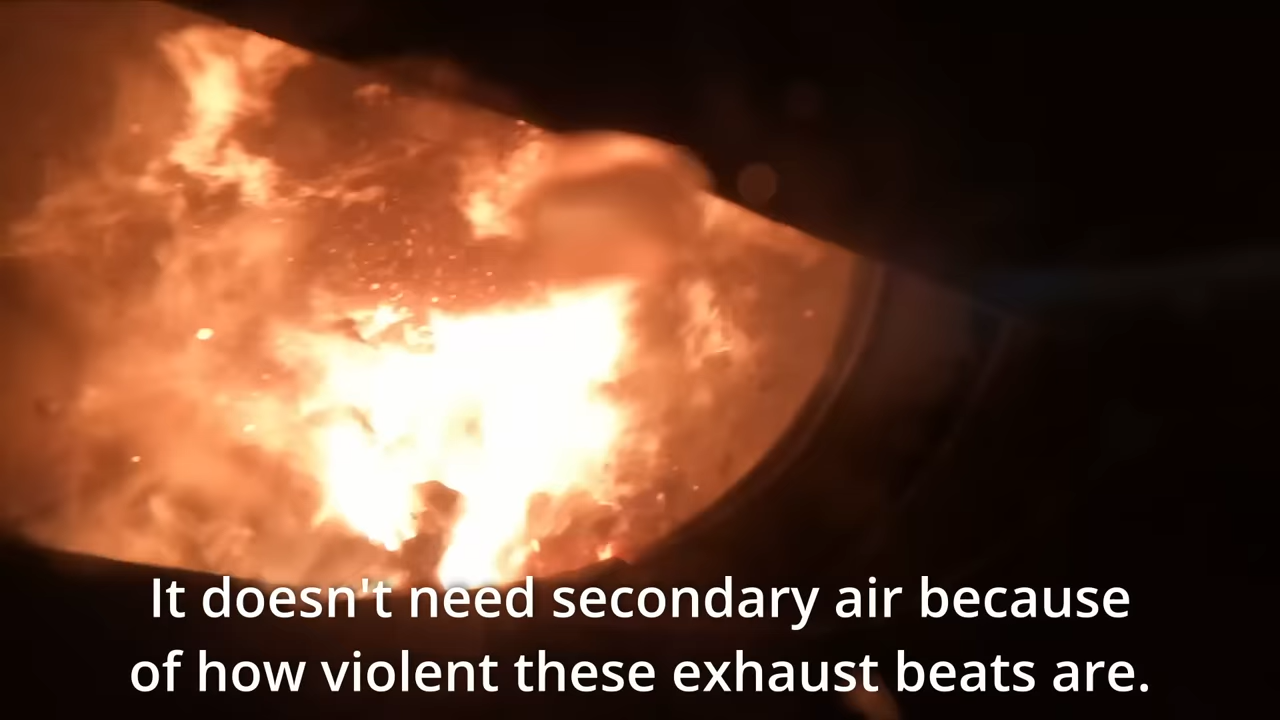 It doesn't need secondary air because
of how violent these exhaust beats are.